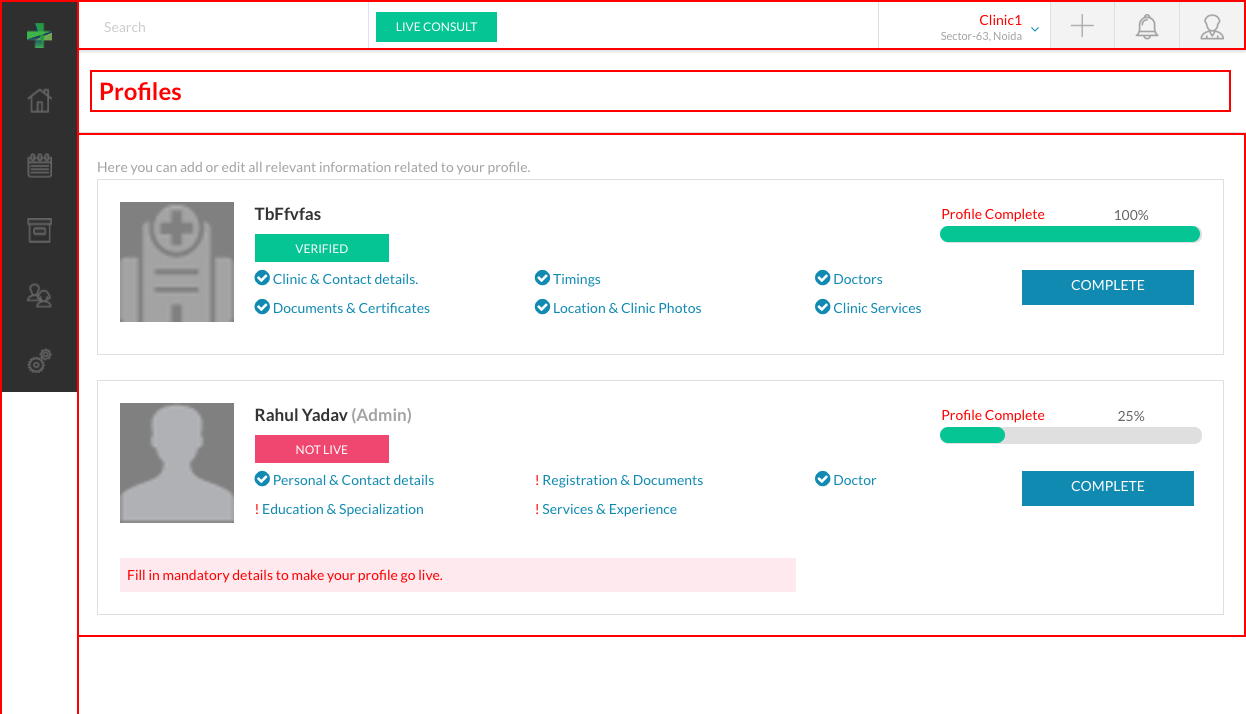 Search
LIVE CONSULT
Clinic1
Sector-63, Noida
Profiles
Here you can add or edit all relevant information related to your profile.
TbFfvfas
Profile Complete 100%
VERIFIED
Clinic & Contact details. Timings Doctors
COMPLETE
Documents & Certificates Location & Clinic Photos Clinic Services
Rahul Yadav (Admin)
Profile Complete 25%
NOT LIVE
Personal & Contact details ! Registration & Documents Doctor
COMPLETE
! Education & Specialization ! Services & Experience
Fill in mandatory details to make your profile go live.